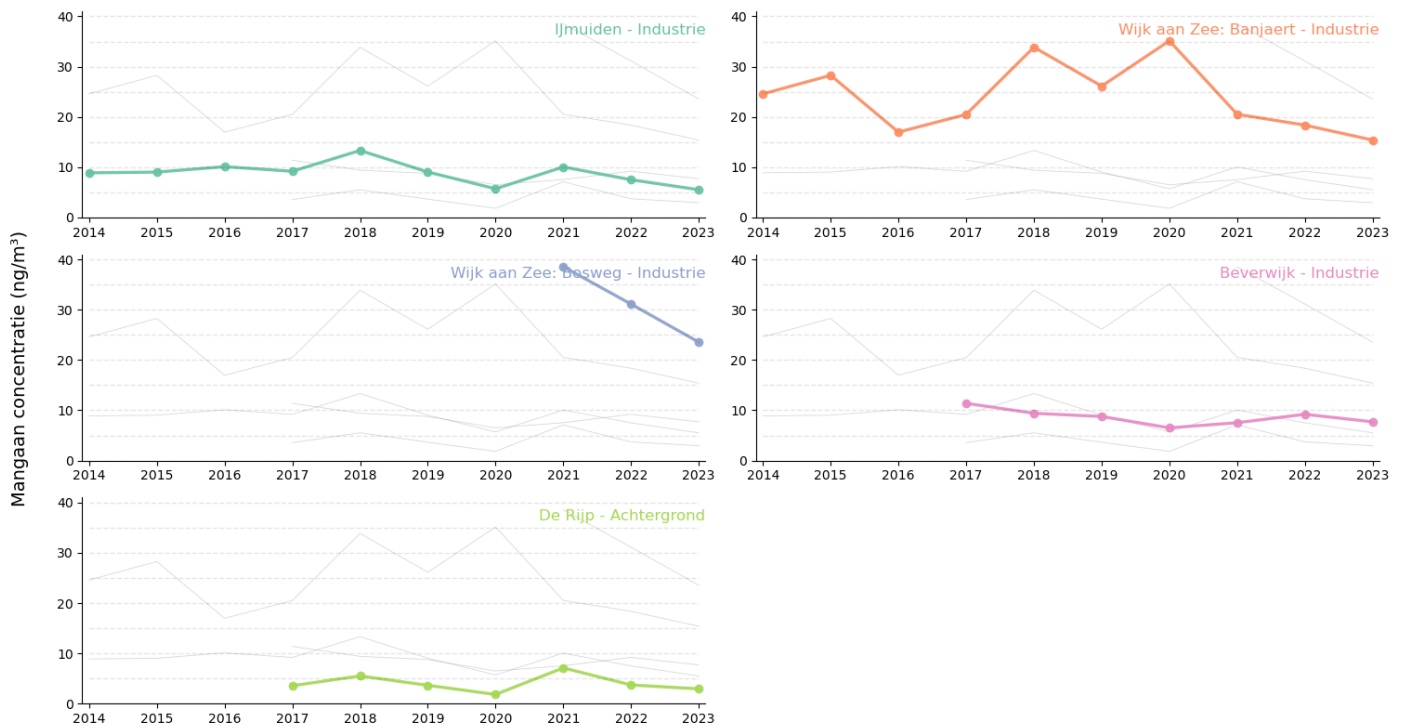 Mangaan concentratie (ng/m³)
IJmuiden - Industrie
40
30
20
10
0
2014 2015 2016 2017 2018 2019 2020 2021 2022 2023
Wijk aan Zee: Banjaert - Industrie
40
30
20
10
0
2014 2015 2016 2017 2018 2019 2020 2021 2022 2023
Wijk aan Zee: Bosweg - Industrie
40
30
20
10
0
2014 2015 2016 2017 2018 2019 2020 2021 2022 2023
Beverwijk - Industrie
40
30
20
10
0
2014 2015 2016 2017 2018 2019 2020 2021 2022 2023
De Rijp - Achtergrond
40
30
20
10
0
2014 2015 2016 2017 2018 2019 2020 2021 2022 2023